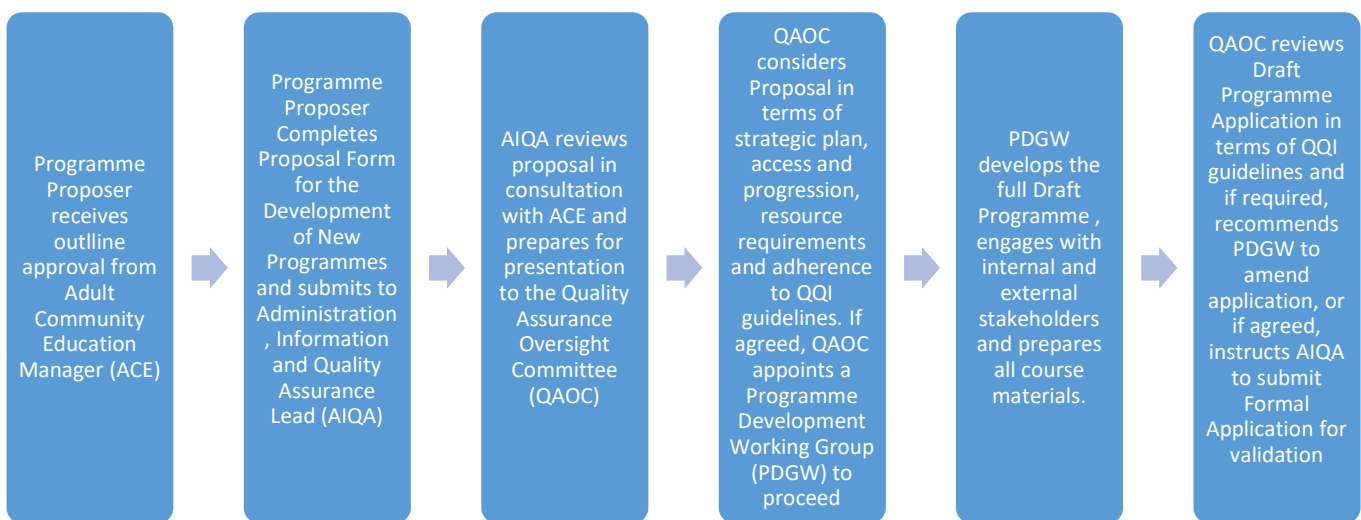 Programme
Proposer
receives
outlline
approval from
Adult
Community
Education
Manager (ACE)
Programme
Proposer
Completes
Proposal Form
for the
Development
of New
Programmes
and submits to
Administration
, Information
and Quality
Assurance
Lead (AIQA)
AIQA reviews
proposal in
consultation
with ACE and
prepares for
presentation
to the Quality
Assurance
Oversight
Committee
(QAOC)
QAOC
considers
Proposal in
terms of
strategic plan,
access and
progression,
resource
requirements
and adherence
to QQI
guidelines. If
agreed, QAOC
appoints a
Programme
Development
Working Group
(PDGW) to
proceed
PDGW
develops the
full Draft
Programme ,
engages with
internal and
external
stakeholders
and prepares
all course
materials.
QAOC reviews
Draft
Programme
Application in
terms of QQI
guidelines and
if required,
recommends
PDGW to
amend
application, or
if agreed,
instructs AIQA
to submit
Formal
Application for
validation